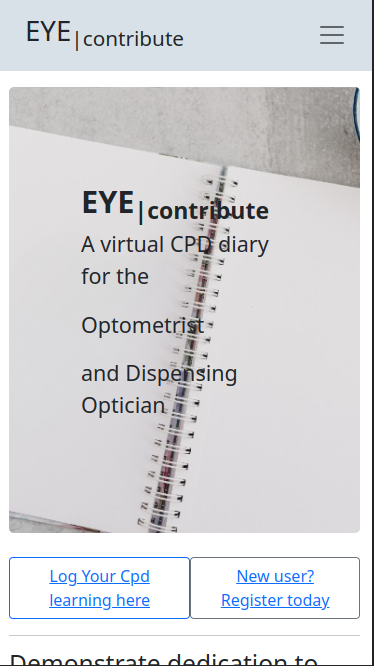 EYE|contribute
EYE|contribute
A virtual CPD diary
for the
Optometrist
and Dispensing
Optician
Log Your Cpd
learning here
New user?
Register today
Demonstrate dedication to